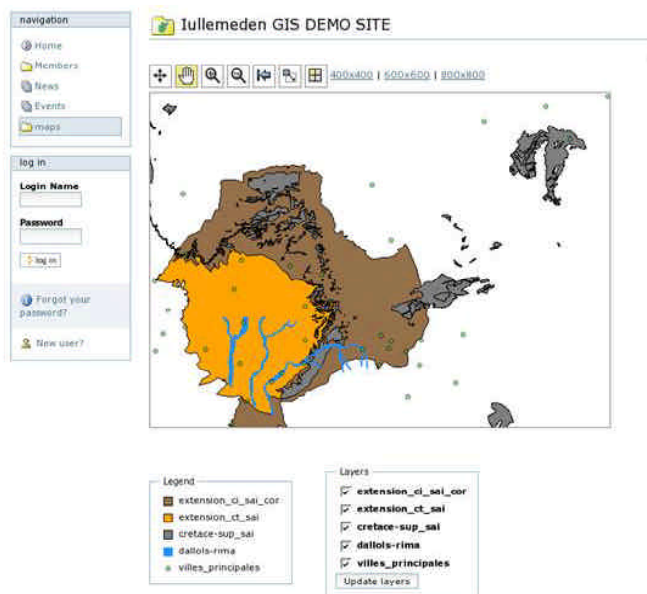 navigation
Home
Members
News
Events
maps
log in
Login Name
Password
log in
Forgot your
password?
New user?
Iullemeden GIS DEMO SITE
400x400 | 600x600 | 800x800
Legend
extension_ci_sai_cor
extension_ct_sai
cretace-sup_sai
dallols-rima
villes_principales
Layers
extension_ci_sai_cor
extension_ct_sai
cretace-sup_sai
dallols-rima
villes_principales
Update layers